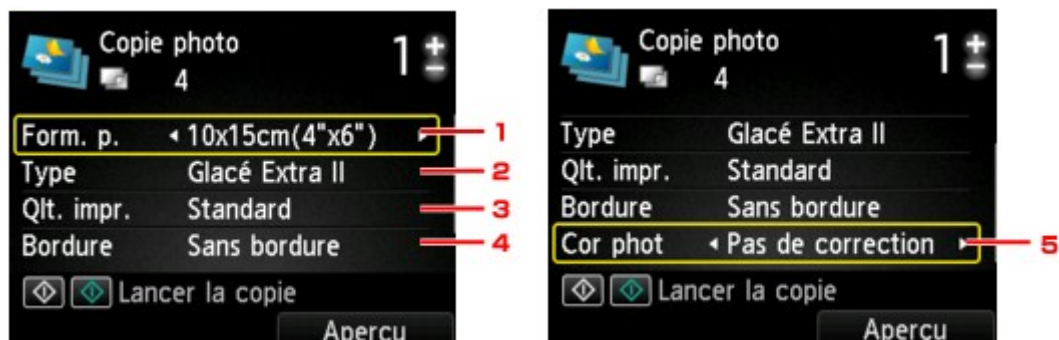 Copie photo
4
1 + -
Form. p. 10x15cm(4"x6") 1
Type Glacé Extra II 2
Qlt. impr. Standard 3
Bordure Sans bordure 4
Lancer la copie
Aperçu
Copie photo
4
1 + -
Type Glacé Extra II
Qlt. impr. Standard
Bordure Sans bordure
Cor phot Pas de correction 5
Lancer la copie
Aperçu